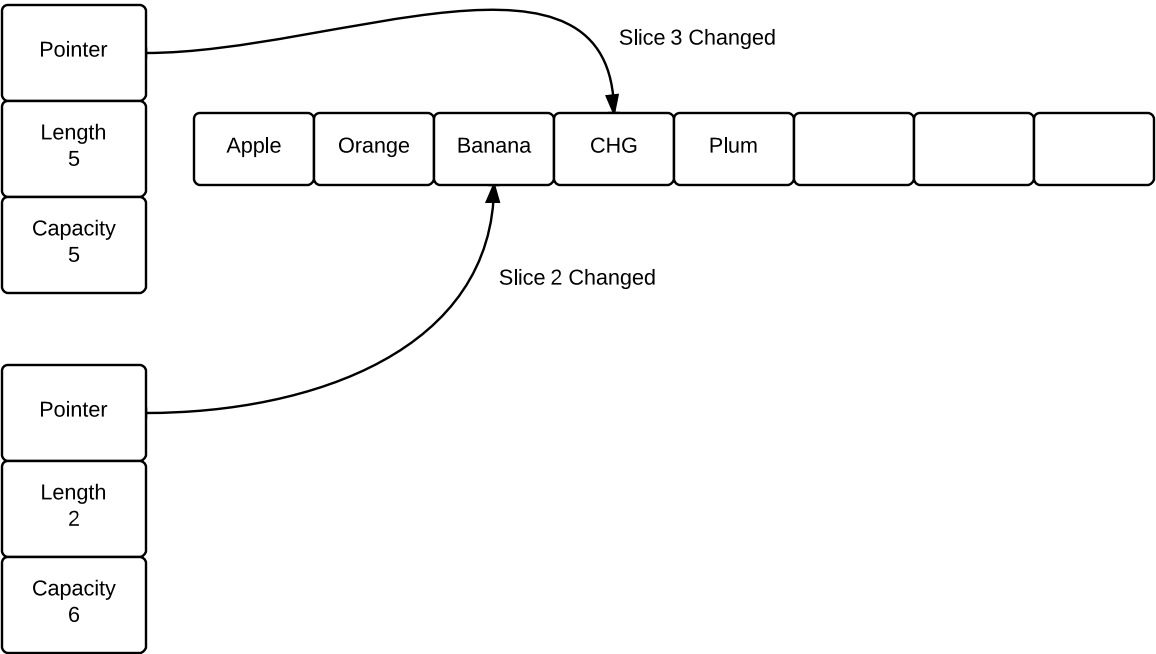 Pointer
Length
5
Capacity
5
Slice 3 Changed
Apple
Orange
Banana
CHG
Plum
Slice 2 Changed
Pointer
Length
2
Capacity
6